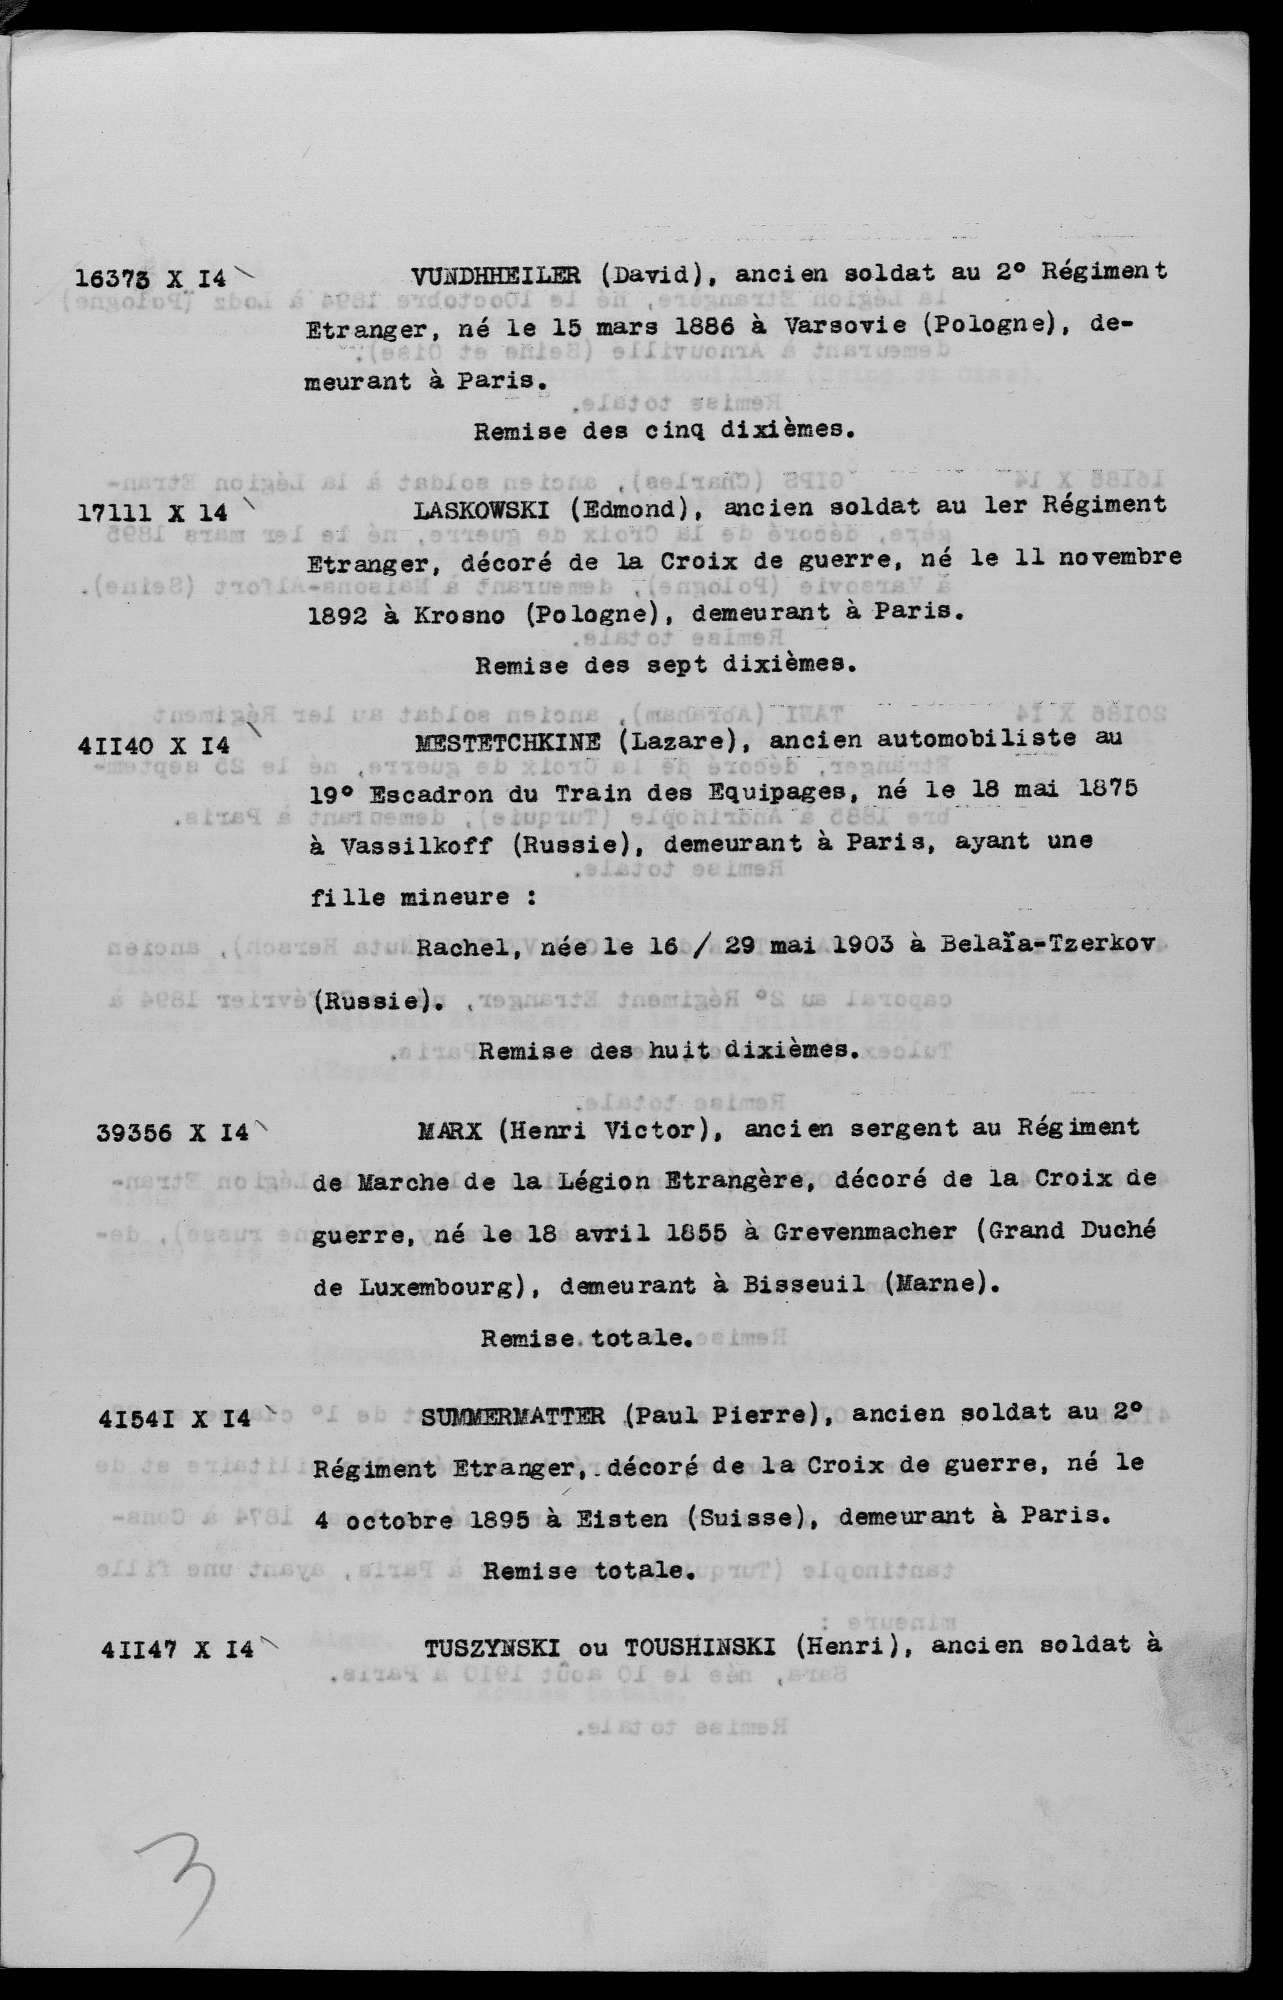 16373 X I4 VUNDHHEILER (David), ancien soldat au 2° Régiment
Etranger, né le 15 mars 1886 à Varsovie (Pologne), de-
meurant à Paris.
Remise des cinq dixièmes.
17111 X 14 LASKOWSKI (Edmond), ancien soldat au 1er Régiment
Etranger, décoré de la Croix de guerre, né le 11 novembre
1892 à Krosno (Pologne), demeurant à Paris.
Remise des sept dixièmes.
4II40 X I4 MESTETCHKINE (Lazare), ancien automobiliste au
19° Escadron du Train des Equipages, né le 18 mai 1875
à Vassilkoff (Russie), demeurant à Paris, ayant une
fille mineure :
Rachel, née le 16 / 29 mai 1903 à Belaïa-Tzerkov
(Russie).
Remise des huit dixièmes.
39356 X I4 MARX (Henri Victor), ancien sergent au Régiment
de Marche de la Légion Etrangère, décoré de la Croix de
guerre, né le 18 avril 1855 à Grevenmacher (Grand Duché
de Luxembourg), demeurant à Bisseuil (Marne).
Remise totale.
4I54I X I4 SUMMERMATTER (Paul Pierre), ancien soldat au 2°
Régiment Etranger, décoré de la Croix de guerre, né le
4 octobre 1895 à Eisten (Suisse), demeurant à Paris.
Remise totale.
4II47 X I4 TUSZYNSKI ou TOUSHINSKI (Henri), ancien soldat à
3